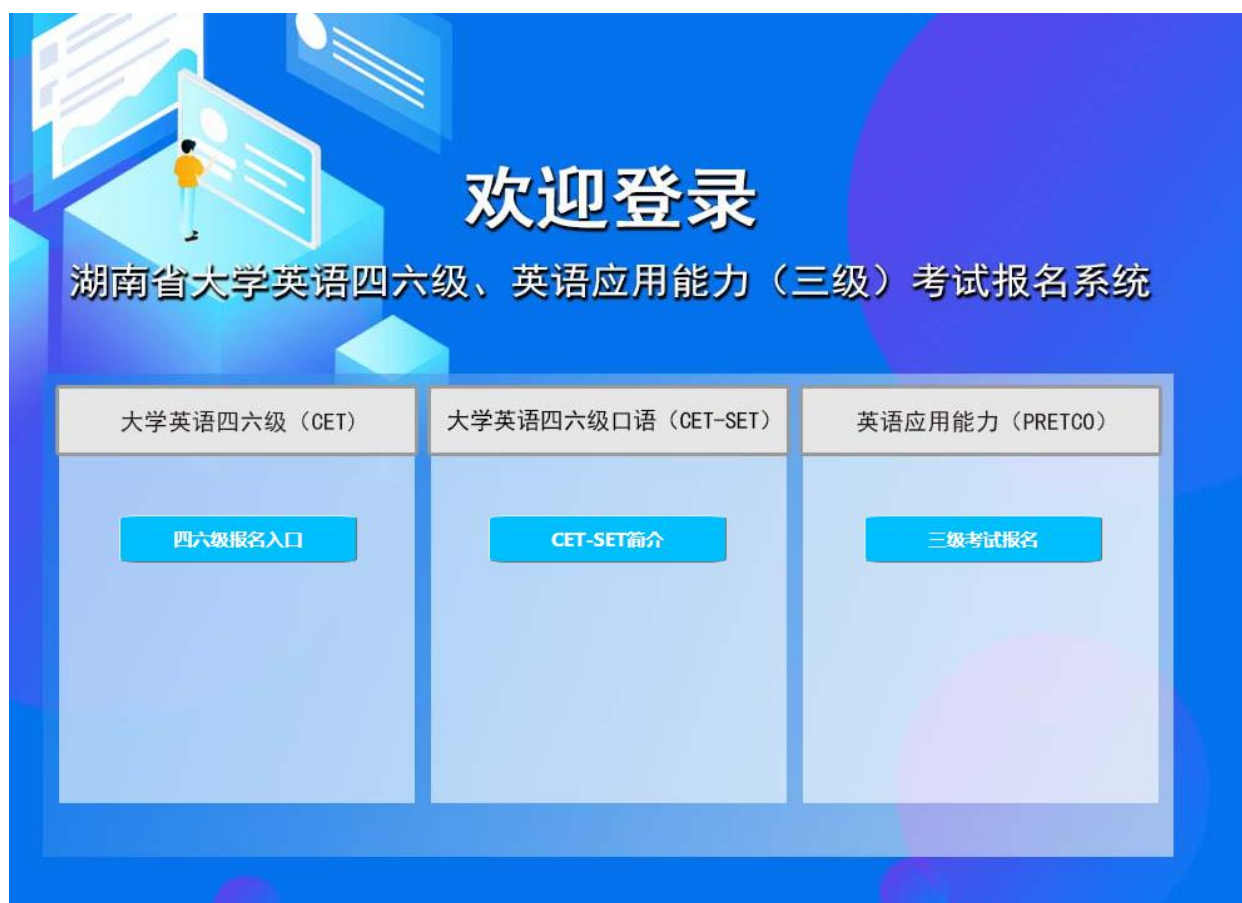 欢迎登录
湖南省大学英语四六级、英语应用能力（三级）考试报名系统
大学英语四六级（CET）
大学英语四六级口语（CET-SET）
英语应用能力（PRETCO）
四六级报名入口
CET-SET简介
三级考试报名